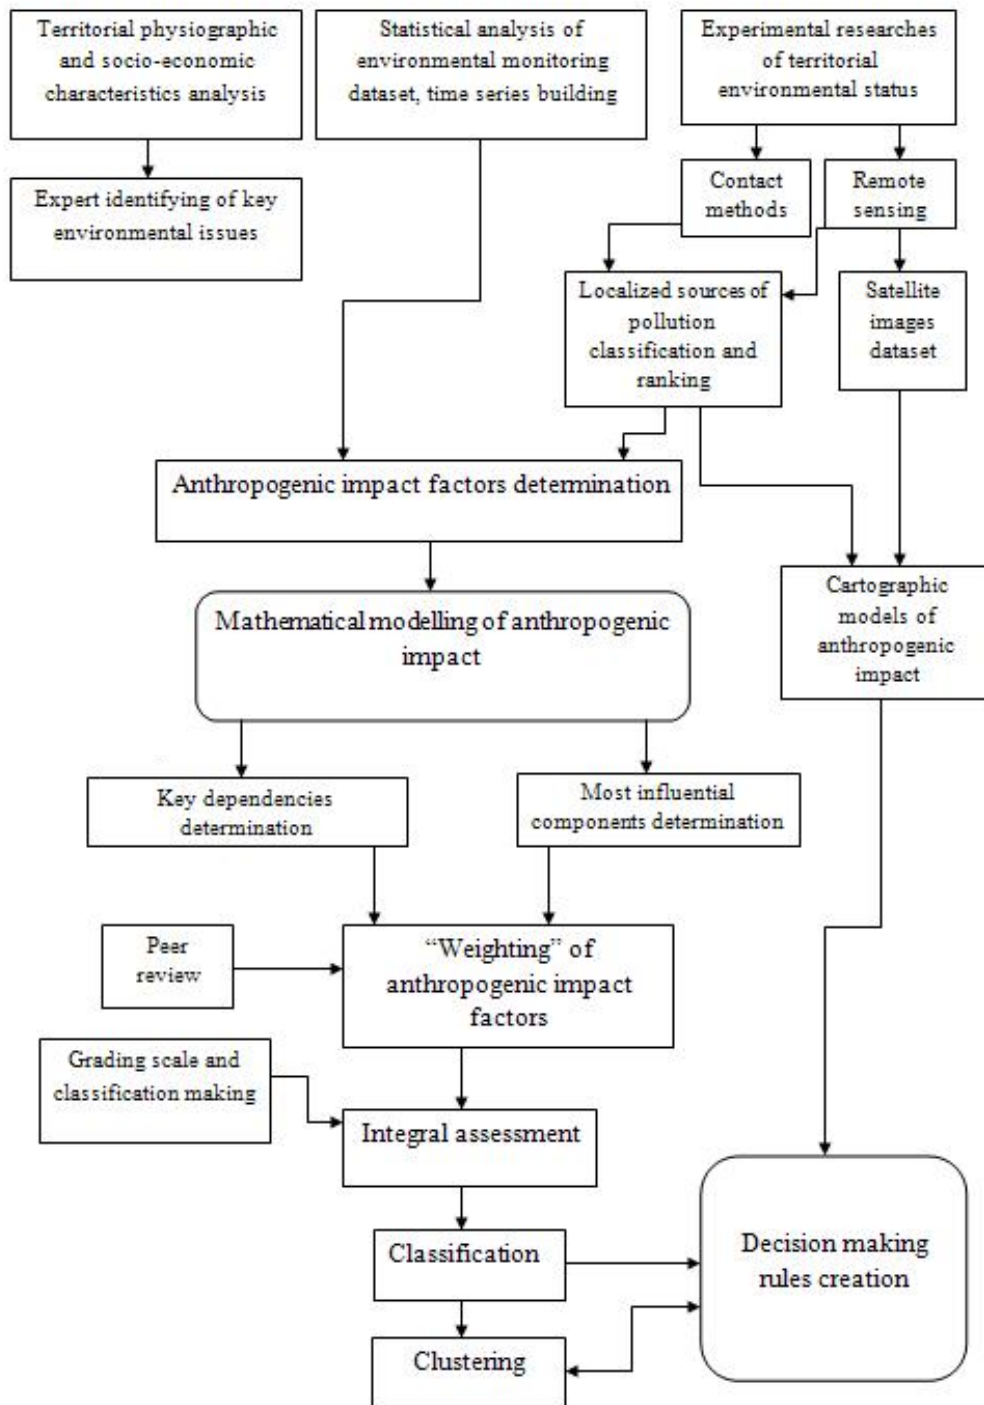 Territorial physiographic
and socio-economic
characteristics analysis
Statistical analysis of
environmental monitoring
dataset, time series building
Experimental researches
of territorial
environmental status
Expert identifying of key
environmental issues
Contact
methods
Remote
sensing
Localized sources of
pollution
classification and
ranking
Satellite
images
dataset
Anthropogenic impact factors determination
Mathematical modelling of anthropogenic
impact
Cartographic
models of
anthropogenic
impact
Key dependencies
determination
Most influential
components determination
Peer
review
“Weighting” of
anthropogenic impact
factors
Grading scale and
classification making
Integral assessment
Classification
Decision making
rules creation
Clustering